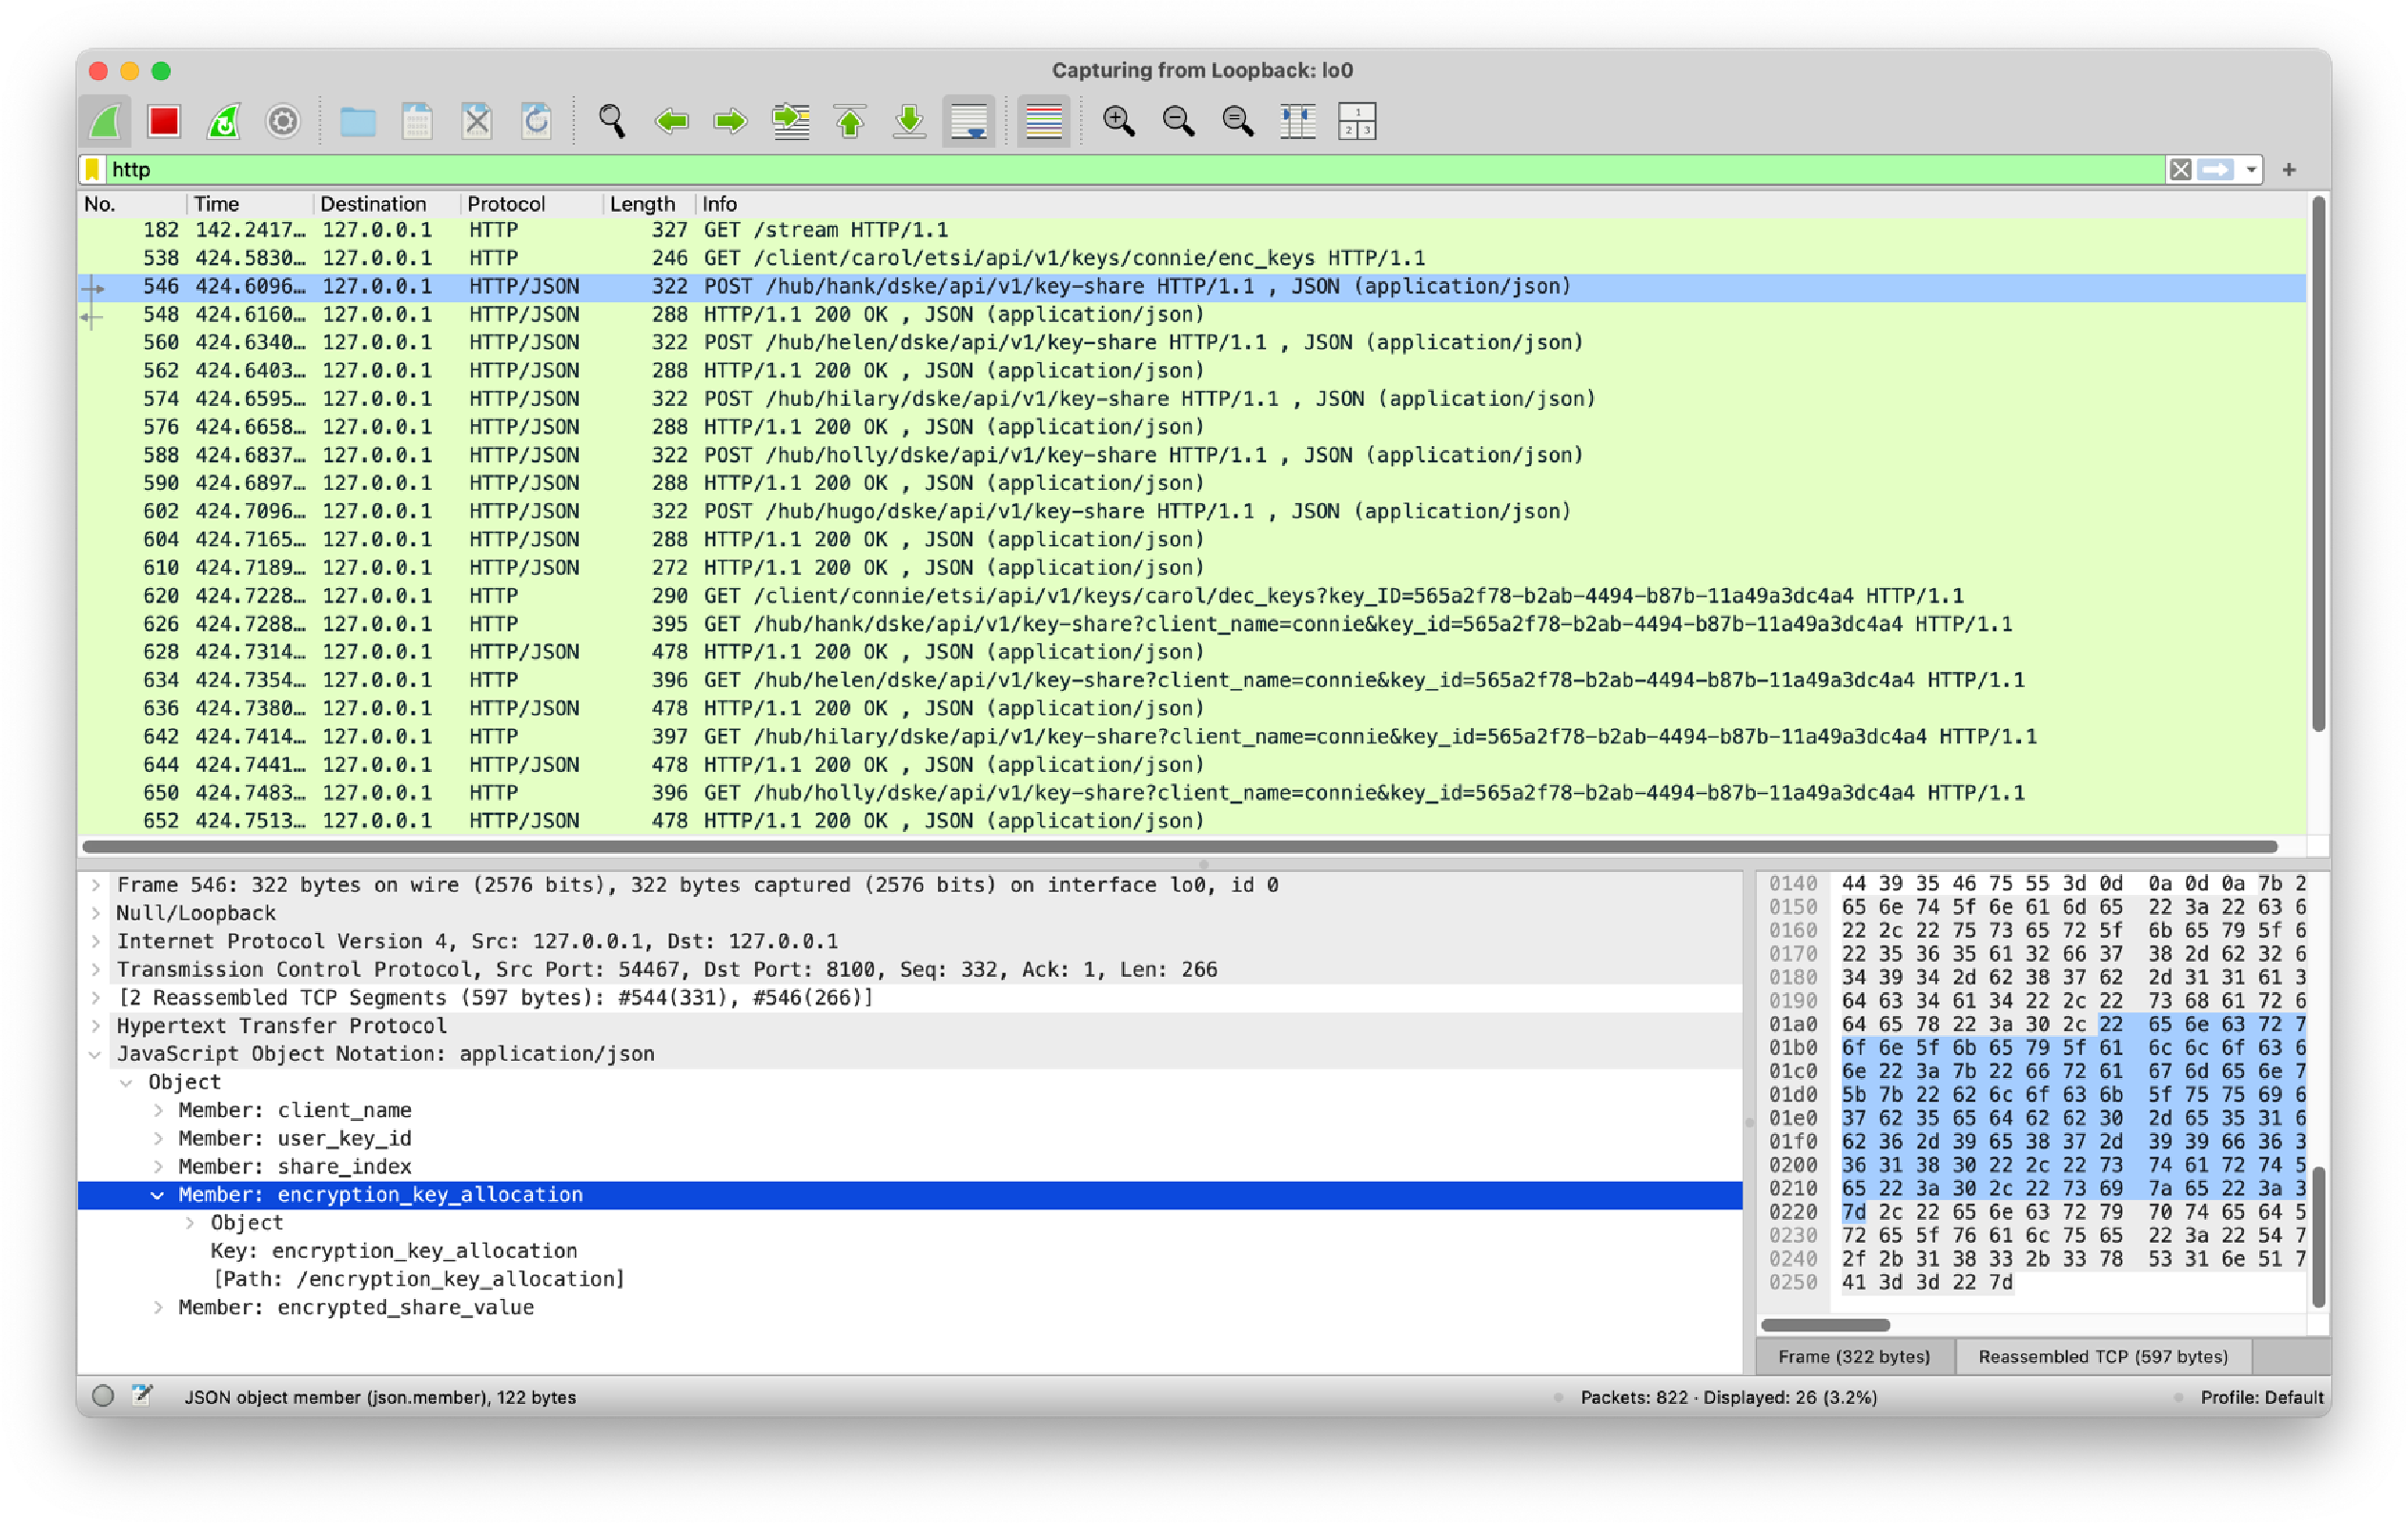 Capturing from Loopback: lo0
http
No. Time Destination Protocol Length Info
182 142.2417… 127.0.0.1 HTTP 327 GET /stream HTTP/1.1
538 424.5830… 127.0.0.1 HTTP 246 GET /client/carol/etsi/api/v1/keys/connie/enc_keys HTTP/1.1
546 424.6096… 127.0.0.1 HTTP/JSON 322 POST /hub/hank/dske/api/v1/key-share HTTP/1.1 , JSON (application/json)
548 424.6160… 127.0.0.1 HTTP/JSON 288 HTTP/1.1 200 OK , JSON (application/json)
560 424.6340… 127.0.0.1 HTTP/JSON 322 POST /hub/helen/dske/api/v1/key-share HTTP/1.1 , JSON (application/json)
562 424.6403… 127.0.0.1 HTTP/JSON 288 HTTP/1.1 200 OK , JSON (application/json)
574 424.6595… 127.0.0.1 HTTP/JSON 322 POST /hub/hilary/dske/api/v1/key-share HTTP/1.1 , JSON (application/json)
576 424.6658… 127.0.0.1 HTTP/JSON 288 HTTP/1.1 200 OK , JSON (application/json)
588 424.6837… 127.0.0.1 HTTP/JSON 322 POST /hub/holly/dske/api/v1/key-share HTTP/1.1 , JSON (application/json)
590 424.6897… 127.0.0.1 HTTP/JSON 288 HTTP/1.1 200 OK , JSON (application/json)
602 424.7096… 127.0.0.1 HTTP/JSON 322 POST /hub/hugo/dske/api/v1/key-share HTTP/1.1 , JSON (application/json)
604 424.7165… 127.0.0.1 HTTP/JSON 288 HTTP/1.1 200 OK , JSON (application/json)
610 424.7189… 127.0.0.1 HTTP/JSON 272 HTTP/1.1 200 OK , JSON (application/json)
620 424.7228… 127.0.0.1 HTTP 290 GET /client/connie/etsi/api/v1/keys/carol/dec_keys?key_ID=565a2f78-b2ab-4494-b87b-11a49a3dc4a4 HTTP/1.1
626 424.7288… 127.0.0.1 HTTP 395 GET /hub/hank/dske/api/v1/key-share?client_name=connie&key_id=565a2f78-b2ab-4494-b87b-11a49a3dc4a4 HTTP/1.1
628 424.7314… 127.0.0.1 HTTP/JSON 478 HTTP/1.1 200 OK , JSON (application/json)
634 424.7354… 127.0.0.1 HTTP 396 GET /hub/helen/dske/api/v1/key-share?client_name=connie&key_id=565a2f78-b2ab-4494-b87b-11a49a3dc4a4 HTTP/1.1
636 424.7380… 127.0.0.1 HTTP/JSON 478 HTTP/1.1 200 OK , JSON (application/json)
642 424.7414… 127.0.0.1 HTTP 397 GET /hub/hilary/dske/api/v1/key-share?client_name=connie&key_id=565a2f78-b2ab-4494-b87b-11a49a3dc4a4 HTTP/1.1
644 424.7441… 127.0.0.1 HTTP/JSON 478 HTTP/1.1 200 OK , JSON (application/json)
650 424.7483… 127.0.0.1 HTTP 396 GET /hub/holly/dske/api/v1/key-share?client_name=connie&key_id=565a2f78-b2ab-4494-b87b-11a49a3dc4a4 HTTP/1.1
652 424.7513… 127.0.0.1 HTTP/JSON 478 HTTP/1.1 200 OK , JSON (application/json)
Frame 546: 322 bytes on wire (2576 bits), 322 bytes captured (2576 bits) on interface lo0, id 0
Null/Loopback
Internet Protocol Version 4, Src: 127.0.0.1, Dst: 127.0.0.1
Transmission Control Protocol, Src Port: 54467, Dst Port: 8100, Seq: 332, Ack: 1, Len: 266
[2 Reassembled TCP Segments (597 bytes): #544(331), #546(266)]
Hypertext Transfer Protocol
JavaScript Object Notation: application/json
Object
Member: client_name
Member: user_key_id
Member: share_index
Member: encryption_key_allocation
Object
Key: encryption_key_allocation
[Path: /encryption_key_allocation]
Member: encrypted_share_value
0140 44 39 35 46 75 55 3d 0d 0a 0d 0a 7b 2
0150 65 6e 74 5f 6e 61 6d 65 22 3a 22 63 6
0160 22 2c 22 75 73 65 72 5f 6b 65 79 5f 6
0170 22 35 36 35 61 32 66 37 38 2d 62 32 6
0180 34 39 34 2d 62 38 37 62 2d 31 31 61 3
0190 64 63 34 61 34 22 2c 22 73 68 61 72 6
01a0 64 65 78 22 3a 30 2c 22 65 6e 63 72 7
01b0 6f 6e 5f 6b 65 79 5f 61 6c 6c 6f 63 6
01c0 6e 22 3a 7b 22 66 72 61 67 6d 65 6e 7
01d0 5b 7b 22 62 6c 6f 63 6b 5f 75 75 69 6
01e0 37 62 35 65 64 62 62 30 2d 65 35 31 6
01f0 62 36 2d 39 65 38 37 2d 39 39 66 36 3
0200 36 31 38 30 22 2c 22 73 74 61 72 74 5
0210 65 22 3a 30 2c 22 73 69 7a 65 22 3a 3
0220 7d 2c 22 65 6e 63 72 79 70 74 65 64 5
0230 72 65 5f 76 61 6c 75 65 22 3a 22 54 7
0240 2f 2b 31 38 33 2b 33 78 53 31 6e 51 7
0250 41 3d 3d 22 7d
Frame (322 bytes) Reassembled TCP (597 bytes)
JSON object member (json.member), 122 bytes Packets: 822 · Displayed: 26 (3.2%) Profile: Default